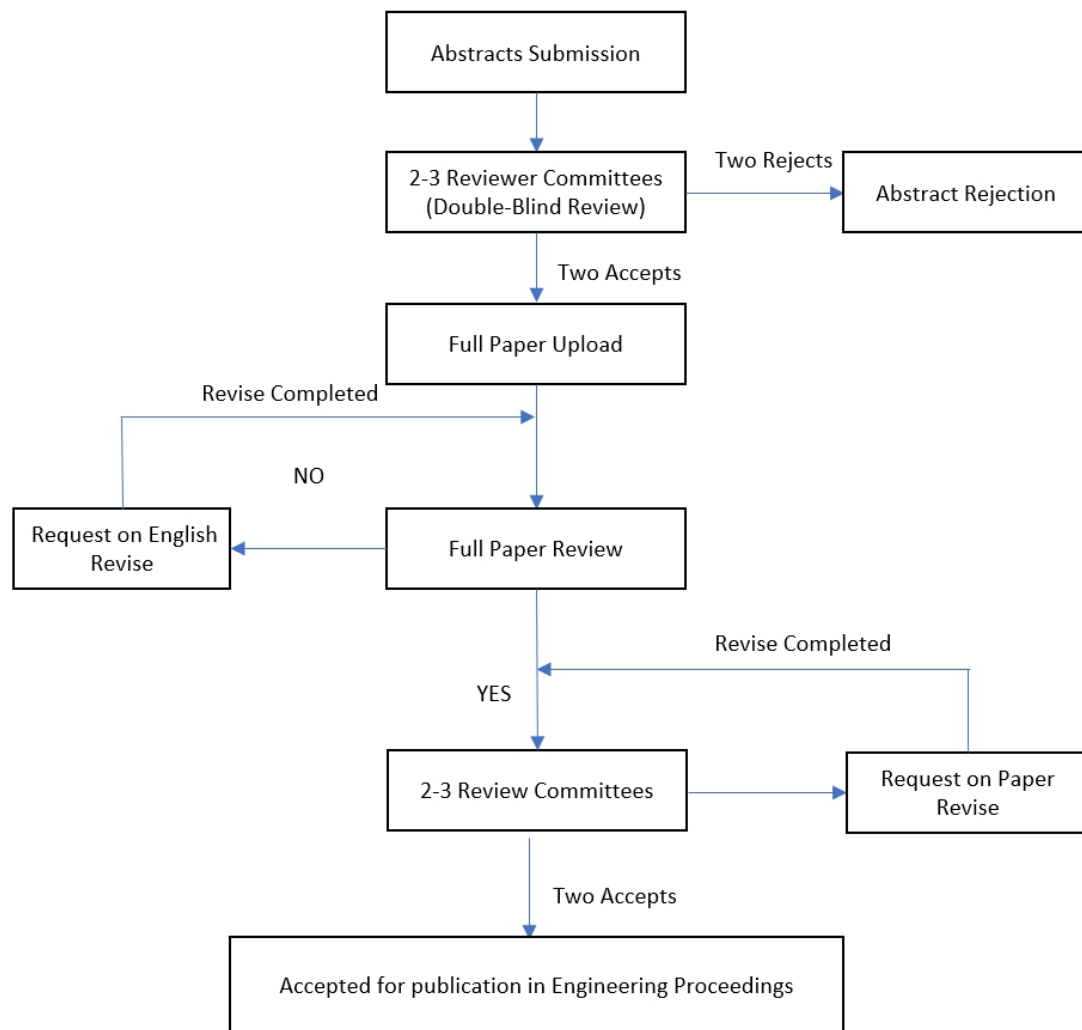 Abstracts Submission
2-3 Reviewer Committees
(Double-Blind Review)
Two Rejects
Abstract Rejection
Two Accepts
Full Paper Upload
Revise Completed
NO
Request on English
Revise
Full Paper Review
Revise Completed
YES
2-3 Review Committees
Request on Paper
Revise
Two Accepts
Accepted for publication in Engineering Proceedings